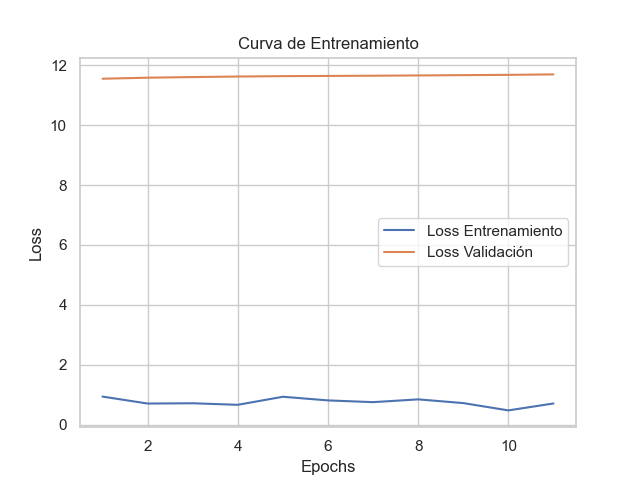 Curva de Entrenamiento
12
10
8
6
4
2
0
Loss
Loss Entrenamiento
Loss Validación
2 4 6 8 10
Epochs